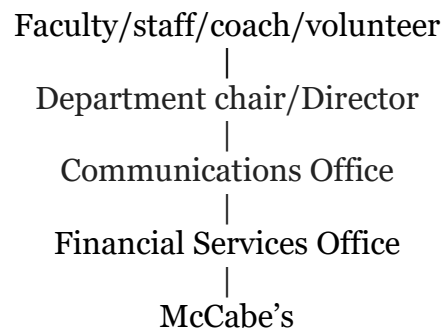 Faculty/staff/coach/volunteer
Department chair/Director
Communications Office
Financial Services Office
McCabe’s